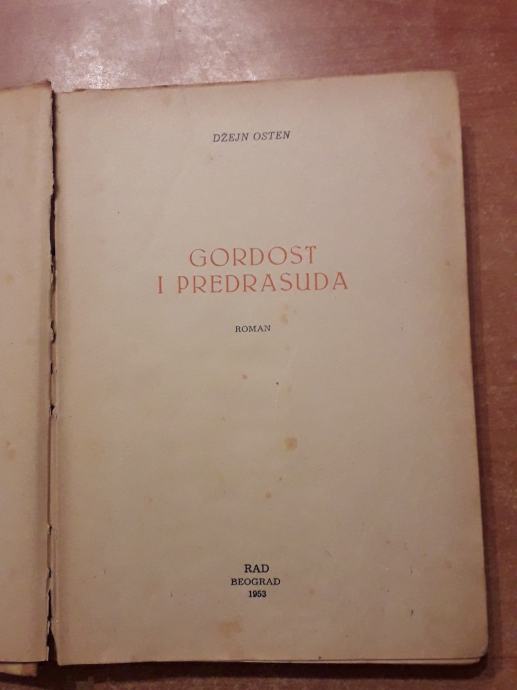 DŽEJN OSTEN
GORDOST
I PREDRASUDA
ROMAN
RAD
BEOGRAD
1953